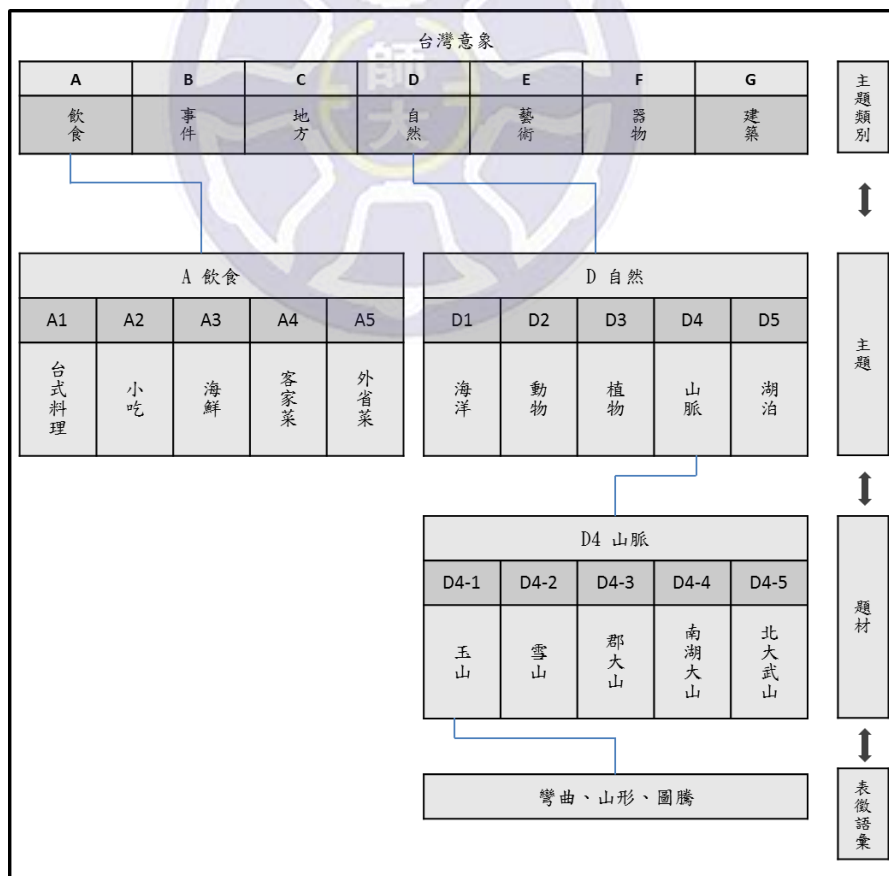 台灣意象
A B C D E F G
飲食 事件 地方 自然 藝術 器物 建築
主題類別
A 飲食
A1 A2 A3 A4 A5
台式料理 小吃 海鮮 客家菜 外省菜
D 自然
D1 D2 D3 D4 D5
海洋 動物 植物 山脈 湖泊
主題
D4 山脈
D4-1 D4-2 D4-3 D4-4 D4-5
玉山 雪山 郡大山 南湖大山 北大武山
題材
彎曲、山形、圖騰
表徵語彙
師大